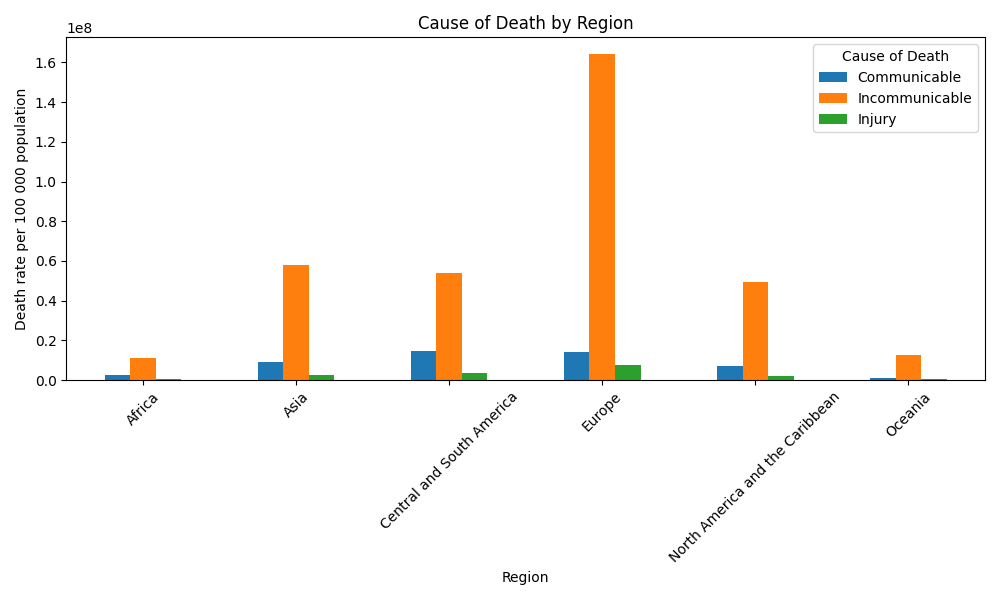 Cause of Death by Region
1e8
Death rate per 100 000 population
1.6
1.4
1.2
1.0
0.8
0.6
0.4
0.2
0.0
Cause of Death
Communicable
Incommunicable
Injury
Africa
Asia
Central and South America
Europe
North America and the Caribbean
Oceania
Region